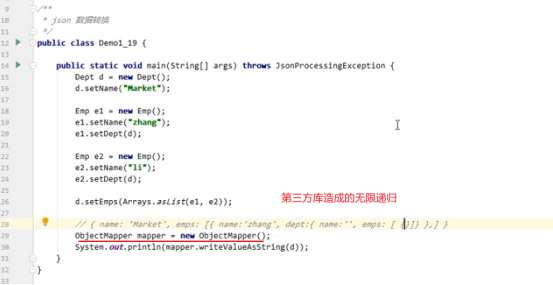 9 /**
10 * json 数据转换
11 */
12 public class Demo1_19 {
13
14 public static void main(String[] args) throws JsonProcessingException {
15 Dept d = new Dept();
16 d.setName("Market");
17
18 Emp e1 = new Emp();
19 e1.setName("zhang");
20 e1.setDept(d);
21
22 Emp e2 = new Emp();
23 e2.setName("li");
24 e2.setDept(d);
25
26 d.setEmps(Arrays.asList(e1, e2));
第三方库造成的无限递归
27
28 // { name: 'Market', emps: [{ name:'zhang', dept:{ name:'', emps: [ {}]} },] }
29 ObjectMapper mapper = new ObjectMapper();
30 System.out.println(mapper.writeValueAsString(d));
31 }
32 }